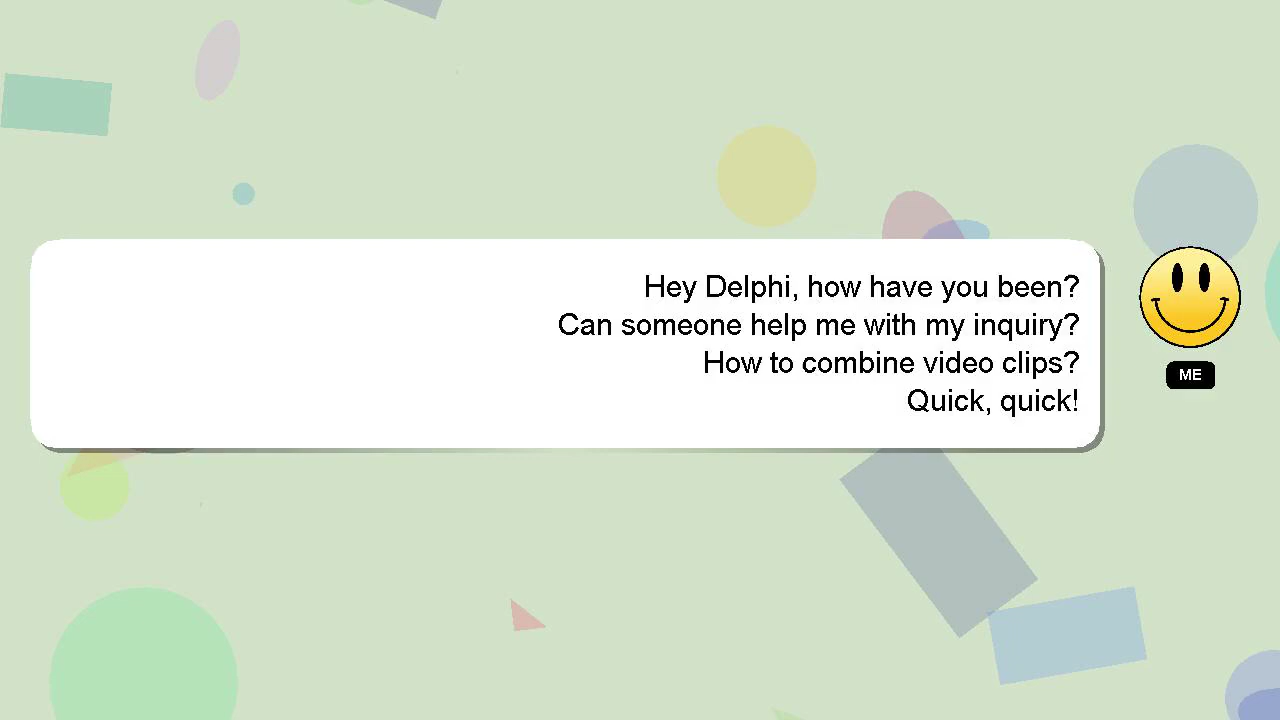 Hey Delphi, how have you been?
Can someone help me with my inquiry?
How to combine video clips?
Quick, quick!
ME